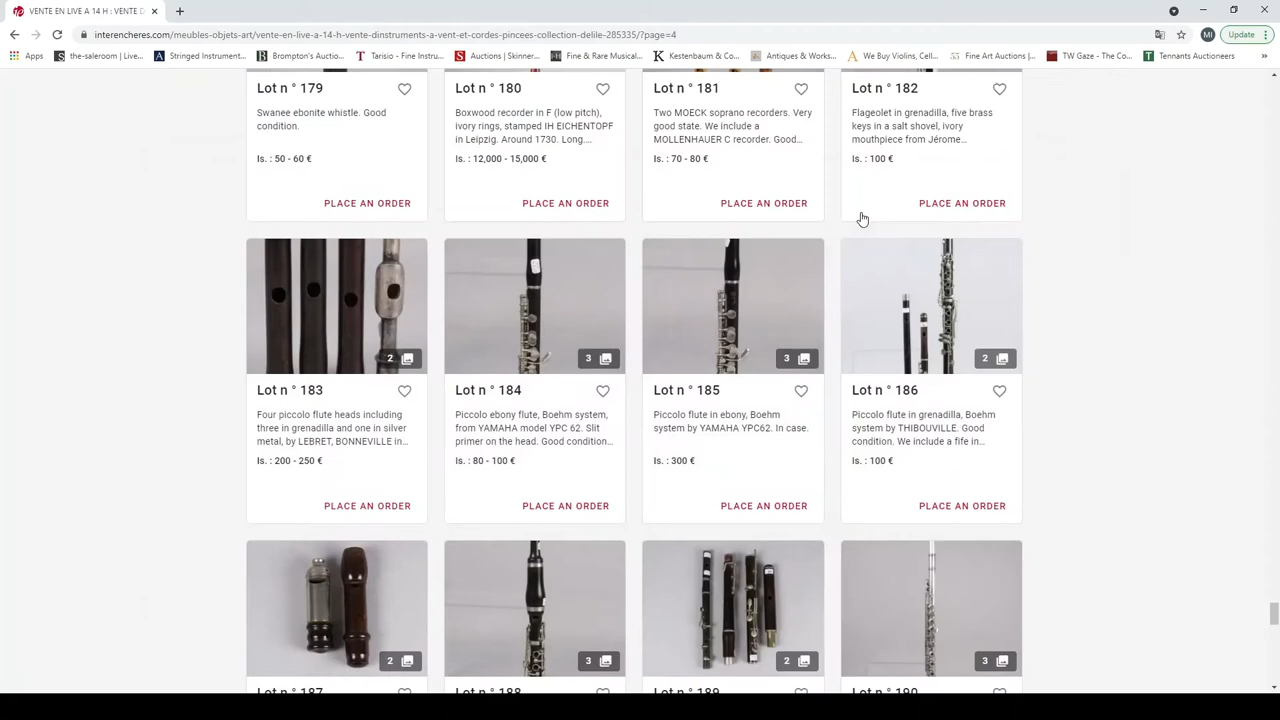 VENTE EN LIVE A 14 H : VENTE D
interencheres.com/meubles-objets-art/vente-en-live-a-14-h-vente-dinstruments-a-vent-et-cordes-pincees-collection-delile-285335/?page=4
MI
Update
Apps
the-saleroom | Live...
Stringed Instrument...
Brompton's Auction...
Tarisio - Fine Instru...
Auctions | Skinner...
Fine & Rare Musical...
Kestenbaum & Co...
Antiques & Works...
We Buy Violins, Cell...
Fine Art Auctions |...
TW Gaze - The Co...
Tennants Auctioneers
»
Lot n ° 179
Swanee ebonite whistle. Good
condition.
Is. : 50 - 60 €
PLACE AN ORDER
Lot n ° 180
Boxwood recorder in F (low pitch),
ivory rings, stamped IH EICHENTOPF
in Leipzig. Around 1730. Long....
Is. : 12,000 - 15,000 €
PLACE AN ORDER
Lot n ° 181
Two MOECK soprano recorders. Very
good state. We include a
MOLLENHAUER C recorder. Good...
Is. : 70 - 80 €
PLACE AN ORDER
Lot n ° 182
Flageolet in grenadilla, five brass
keys in a salt shovel, ivory
mouthpiece from Jérome...
Is. : 100 €
PLACE AN ORDER
2
Lot n ° 183
Four piccolo flute heads including
three in grenadilla and one in silver
metal, by LEBRET, BONNEVILLE in...
Is. : 200 - 250 €
PLACE AN ORDER
3
Lot n ° 184
Piccolo ebony flute, Boehm system,
from YAMAHA model YPC 62. Slit
primer on the head. Good condition...
Is. : 80 - 100 €
PLACE AN ORDER
3
Lot n ° 185
Piccolo flute in ebony, Boehm
system by YAMAHA YPC62. In case.
Is. : 300 €
PLACE AN ORDER
2
Lot n ° 186
Piccolo flute in grenadilla, Boehm
system by THIBOUVILLE. Good
condition. We include a fife in...
Is. : 100 €
PLACE AN ORDER
2
Lot n ° 187
3
Lot n ° 188
2
Lot n ° 189
3
Lot n ° 190